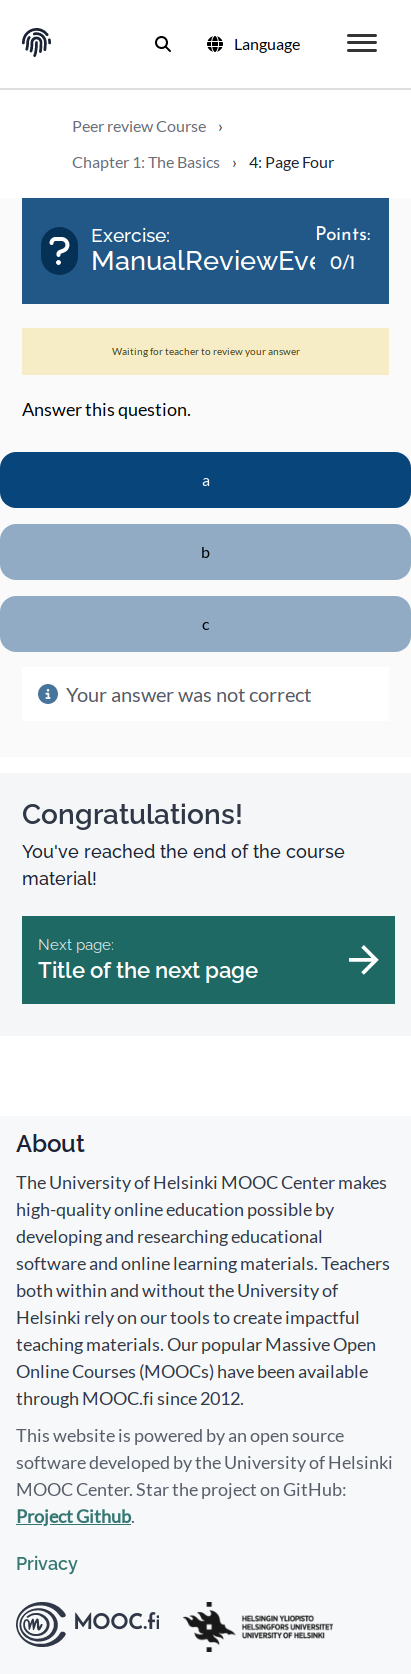 Language
Peer review Course ›
Chapter 1: The Basics › 4: Page Four
Exercise:
Points:
ManualReviewEve
0/1
Waiting for teacher to review your answer
Answer this question.
a
b
c
Your answer was not correct
Congratulations!
You've reached the end of the course
material!
Next page:
Title of the next page
About
The University of Helsinki MOOC Center makes
high-quality online education possible by
developing and researching educational
software and online learning materials. Teachers
both within and without the University of
Helsinki rely on our tools to create impactful
teaching materials. Our popular Massive Open
Online Courses (MOOCs) have been available
through MOOC.fi since 2012.
This website is powered by an open source
software developed by the University of Helsinki
MOOC Center. Star the project on GitHub:
Project Github.
Privacy
MOOC.fi
HELSINGIN YLIOPISTO
HELSINGFORS UNIVERSITET
UNIVERSITY OF HELSINKI